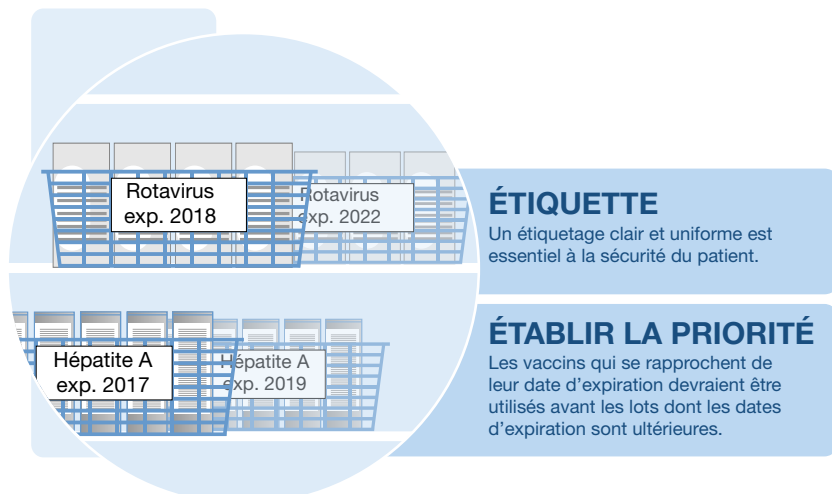 Rotavirus
exp. 2018
Rotavirus
exp. 2022
Hépatite A
exp. 2017
Hépatite A
exp. 2019
ÉTIQUETTE
Un étiquetage clair et uniforme est
essentiel à la sécurité du patient.
ÉTABLIR LA PRIORITÉ
Les vaccins qui se rapprochent de
leur date d’expiration devraient être
utilisés avant les lots dont les dates
d’expiration sont ultérieures.